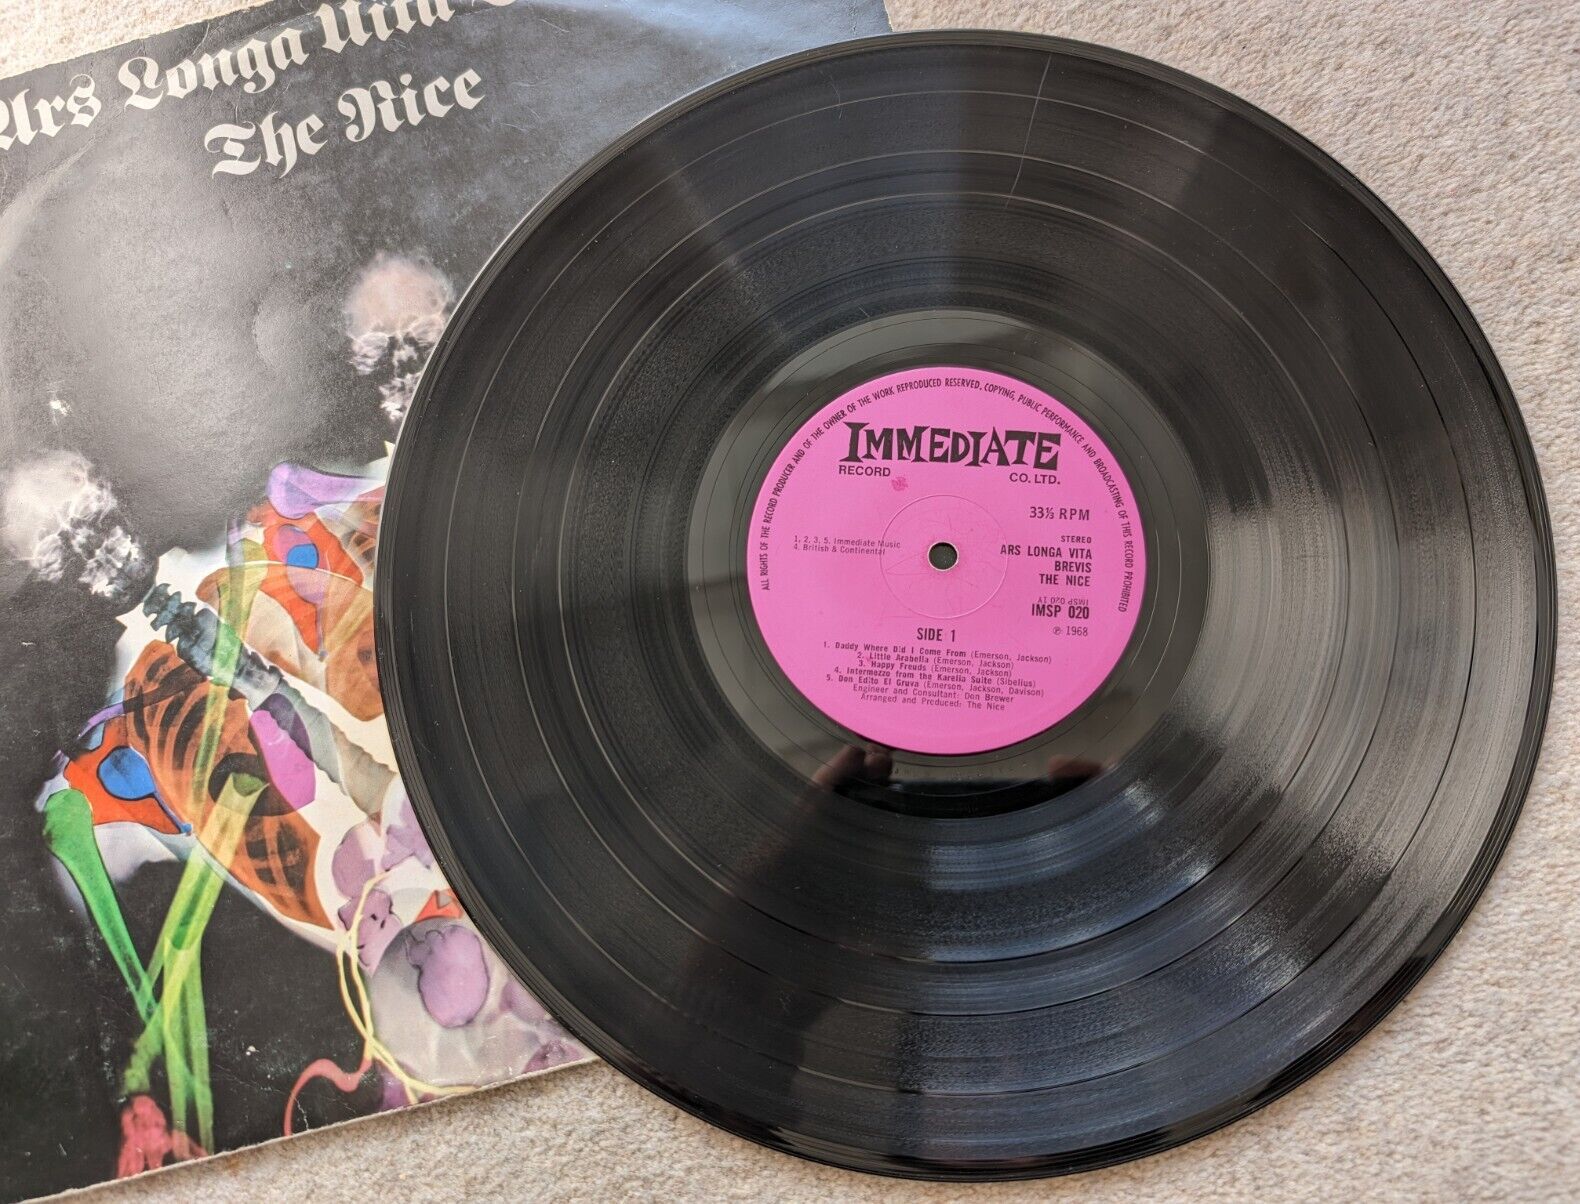 Ars Longa Vita
The Nice
ALL RIGHTS OF THE RECORD PRODUCER AND OF THE OWNER OF THE WORK REPRODUCED RESERVED. COPYING, PUBLIC PERFORMANCE AND BROADCASTING OF THIS RECORD PROHIBITED
IMMEDIATE
RECORD CO. LTD.
33⅓ RPM
1, 2, 3, 5. Immediate Music
4. British & Continental
STEREO
ARS LONGA VITA
BREVIS
THE NICE
IMSP 020 1Y
IMSP 020
℗ 1968
SIDE 1
1. Daddy Where Did I Come From (Emerson, Jackson)
2. Little Arabella (Emerson, Jackson)
3. Happy Freuds (Emerson, Jackson)
4. Intermezzo from the Karelia Suite (Sibelius)
5. Don Edito El Gruva (Emerson, Jackson, Davison)
Engineer and Consultant: Don Brewer
Arranged and Produced: The Nice